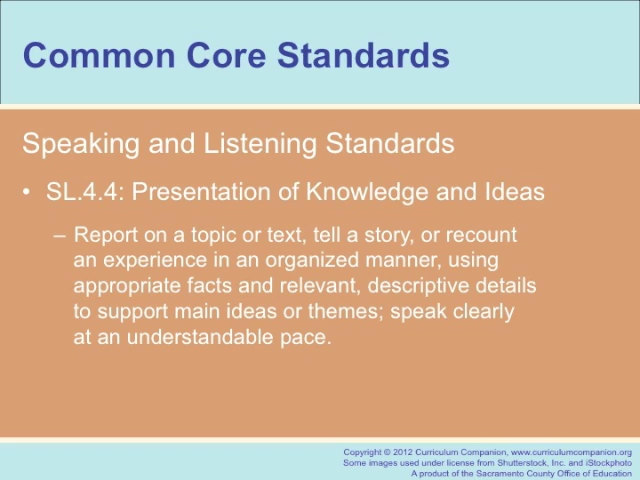 Common Core Standards
Speaking and Listening Standards
• SL.4.4: Presentation of Knowledge and Ideas
– Report on a topic or text, tell a story, or recount
an experience in an organized manner, using
appropriate facts and relevant, descriptive details
to support main ideas or themes; speak clearly
at an understandable pace.
Copyright © 2012 Curriculum Companion, www.curriculumcompanion.org
Some images used under license from Shutterstock, Inc. and iStockphoto
A product of the Sacramento County Office of Education